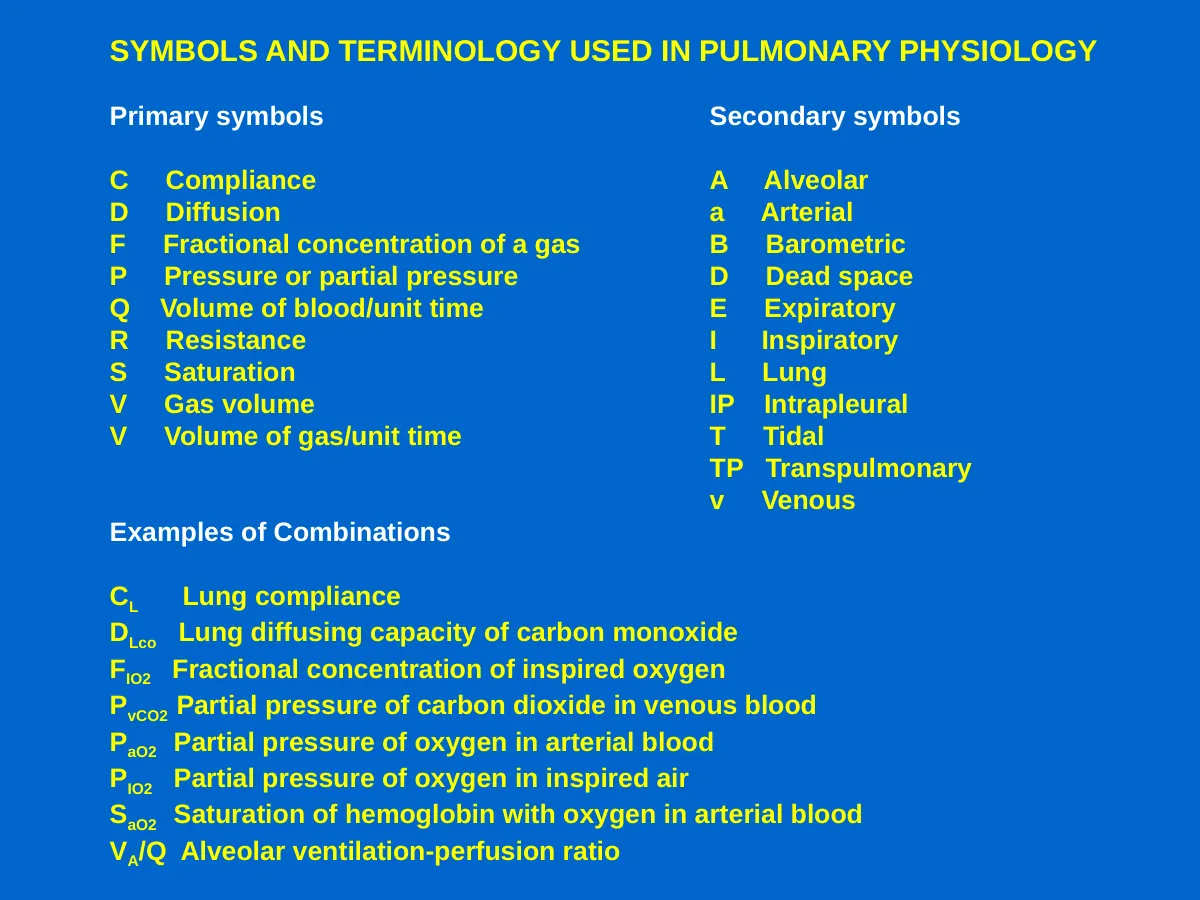 SYMBOLS AND TERMINOLOGY USED IN PULMONARY PHYSIOLOGY
Primary symbols
C Compliance
D Diffusion
F Fractional concentration of a gas
P Pressure or partial pressure
Q Volume of blood/unit time
R Resistance
S Saturation
V Gas volume
V Volume of gas/unit time
Secondary symbols
A Alveolar
a Arterial
B Barometric
D Dead space
E Expiratory
I Inspiratory
L Lung
IP Intrapleural
T Tidal
TP Transpulmonary
v Venous
Examples of Combinations
CL Lung compliance
DLco Lung diffusing capacity of carbon monoxide
FIO2 Fractional concentration of inspired oxygen
PvCO2 Partial pressure of carbon dioxide in venous blood
PaO2 Partial pressure of oxygen in arterial blood
PIO2 Partial pressure of oxygen in inspired air
SaO2 Saturation of hemoglobin with oxygen in arterial blood
VA/Q Alveolar ventilation-perfusion ratio